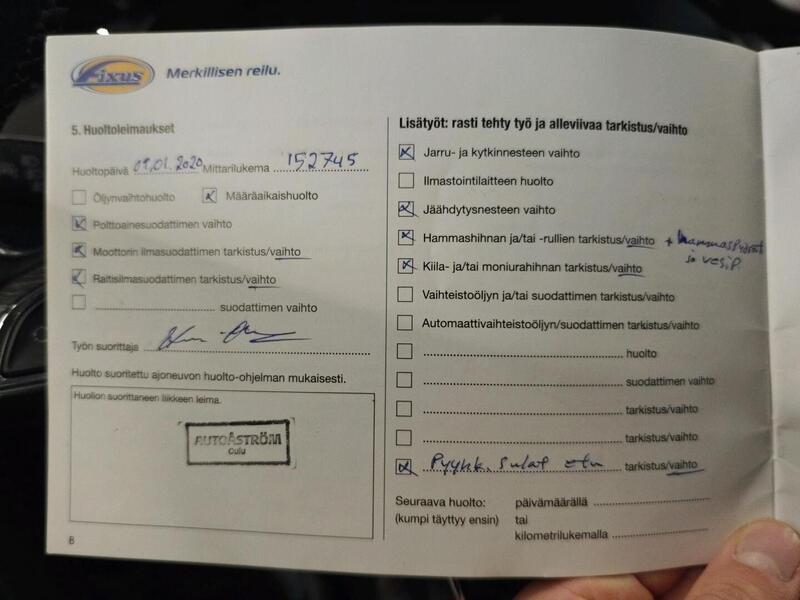 Fixus Merkillisen reilu.
5. Huoltoleimaukset
Huoltopäivä 09.01.2020 Mittarilukema 152745
Öljynvaihtohuolto Määräaikaishuolto
Polttoainesuodattimen vaihto
Moottorin ilmasuodattimen tarkistus/vaihto
Raitisilmasuodattimen tarkistus/vaihto
suodattimen vaihto
Työn suorittaja
Huolto suoritettu ajoneuvon huolto-ohjelman mukaisesti.
Huollon suorittaneen liikkeen leima.
AUTOÅSTRÖM
Oulu
8
Lisätyöt: rasti tehty työ ja alleviivaa tarkistus/vaihto
Jarru- ja kytkinnesteen vaihto
Ilmastointilaitteen huolto
Jäähdytysnesteen vaihto
Hammashihnan ja/tai -rullien tarkistus/vaihto + hammaspyörät
ja vesip.
Kiila- ja/tai moniurahihnan tarkistus/vaihto
Vaihteistoöljyn ja/tai suodattimen tarkistus/vaihto
Automaattivaihteistoöljyn/suodattimen tarkistus/vaihto
huolto
suodattimen vaihto
tarkistus/vaihto
tarkistus/vaihto
Pyyhk. sulat etu tarkistus/vaihto
Seuraava huolto: päivämäärällä
(kumpi täyttyy ensin) tai
kilometrilukemalla